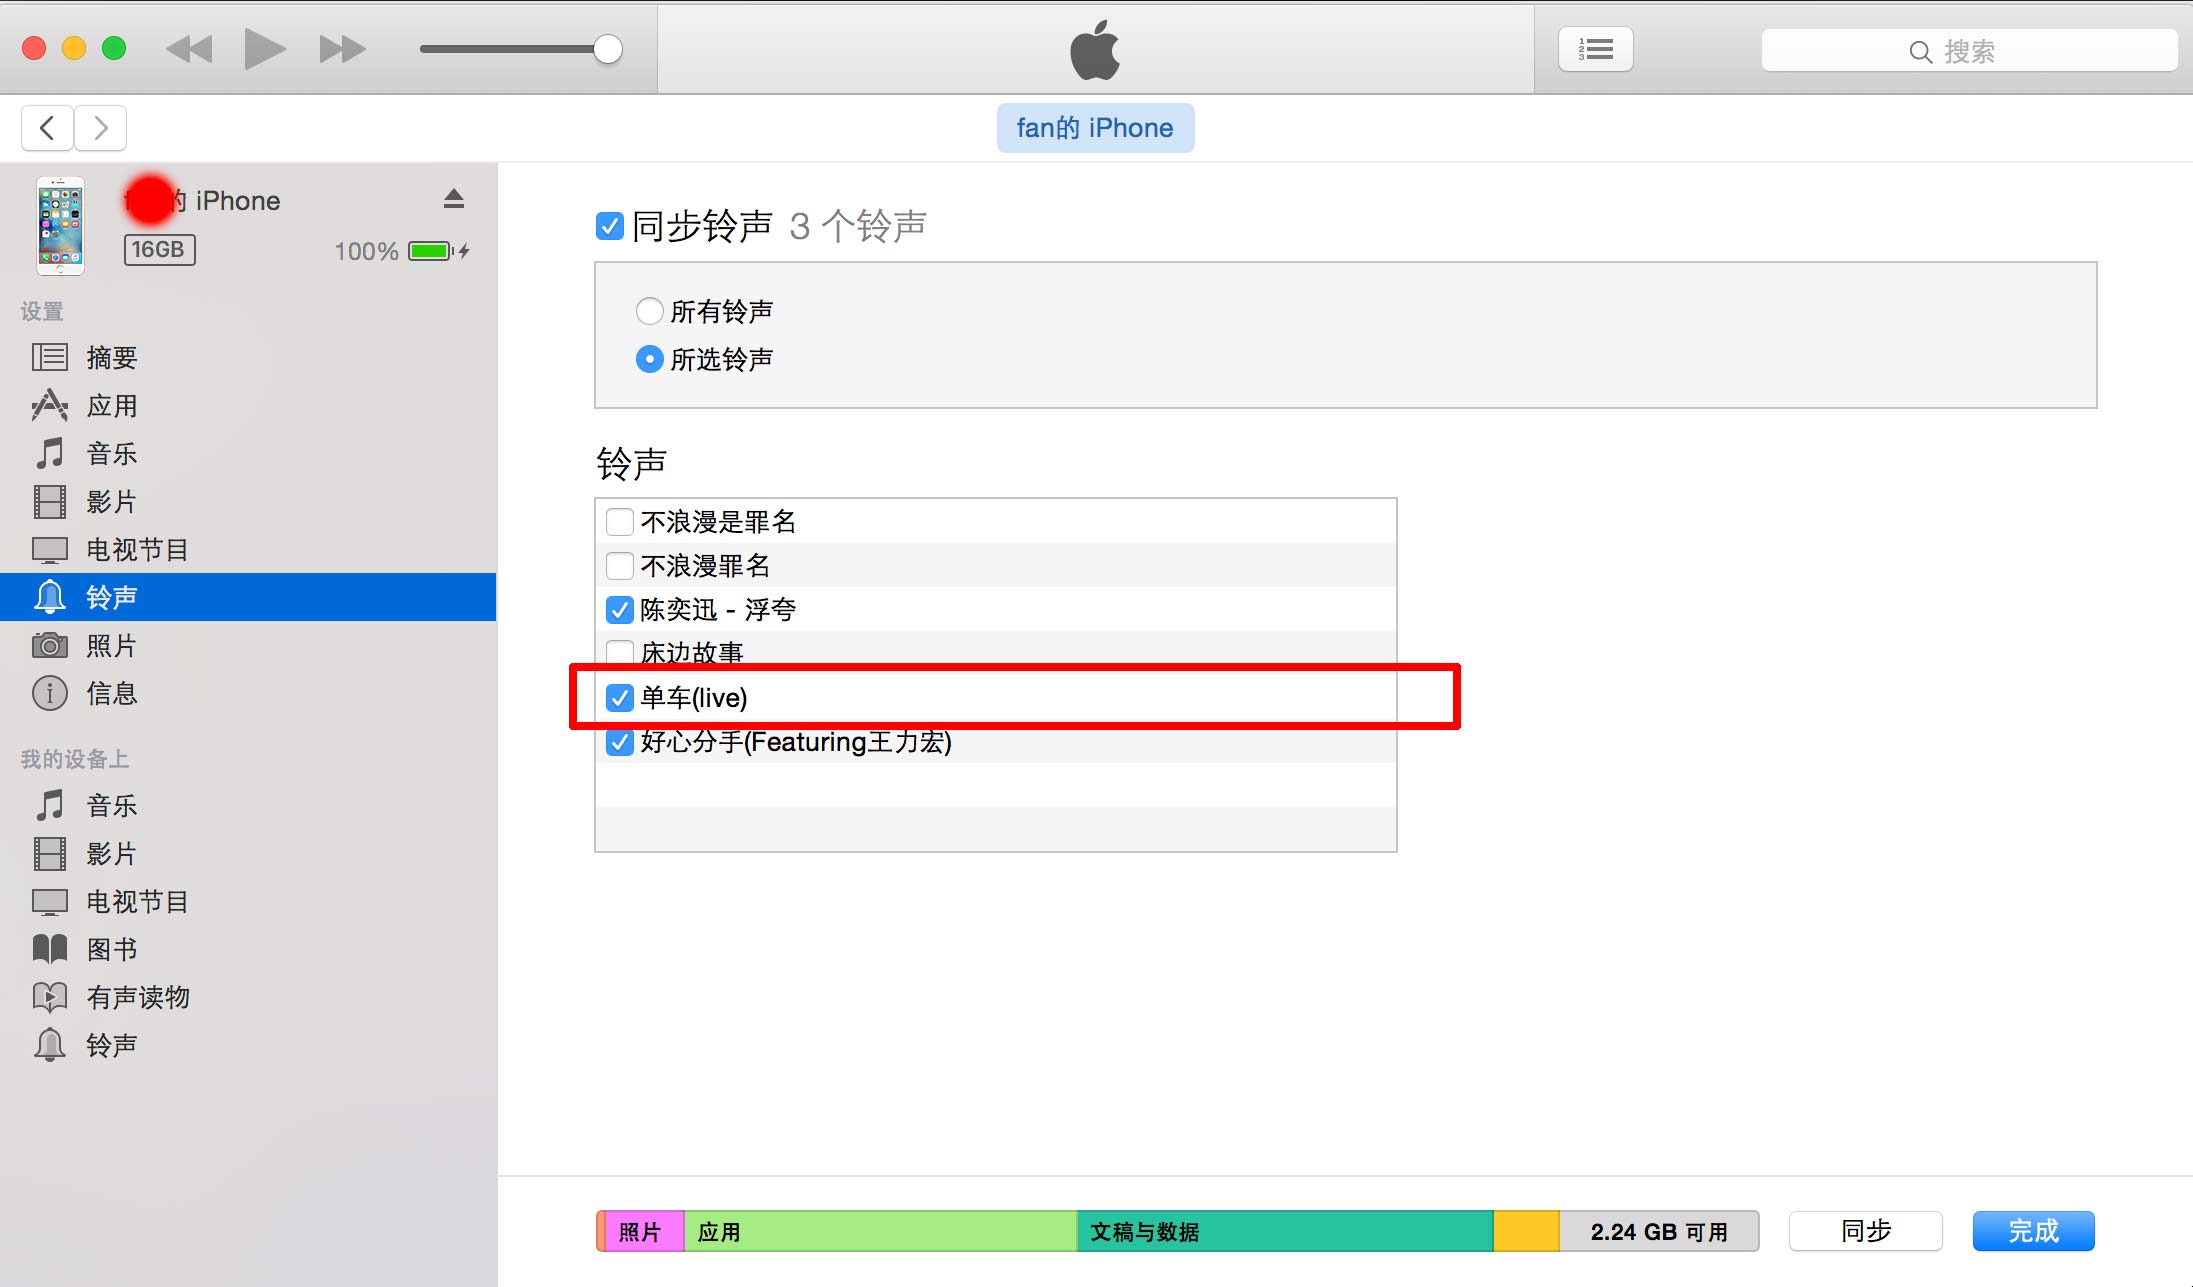 搜索
fan的 iPhone
的 iPhone
16GB
100%
设置
摘要
应用
音乐
影片
电视节目
铃声
照片
信息
我的设备上
音乐
影片
电视节目
图书
有声读物
铃声
同步铃声 3 个铃声
所有铃声
所选铃声
铃声
不浪漫是罪名
不浪漫罪名
陈奕迅 - 浮夸
床边故事
单车(live)
好心分手(Featuring王力宏)
照片 应用 文稿与数据 2.24 GB 可用
同步
完成